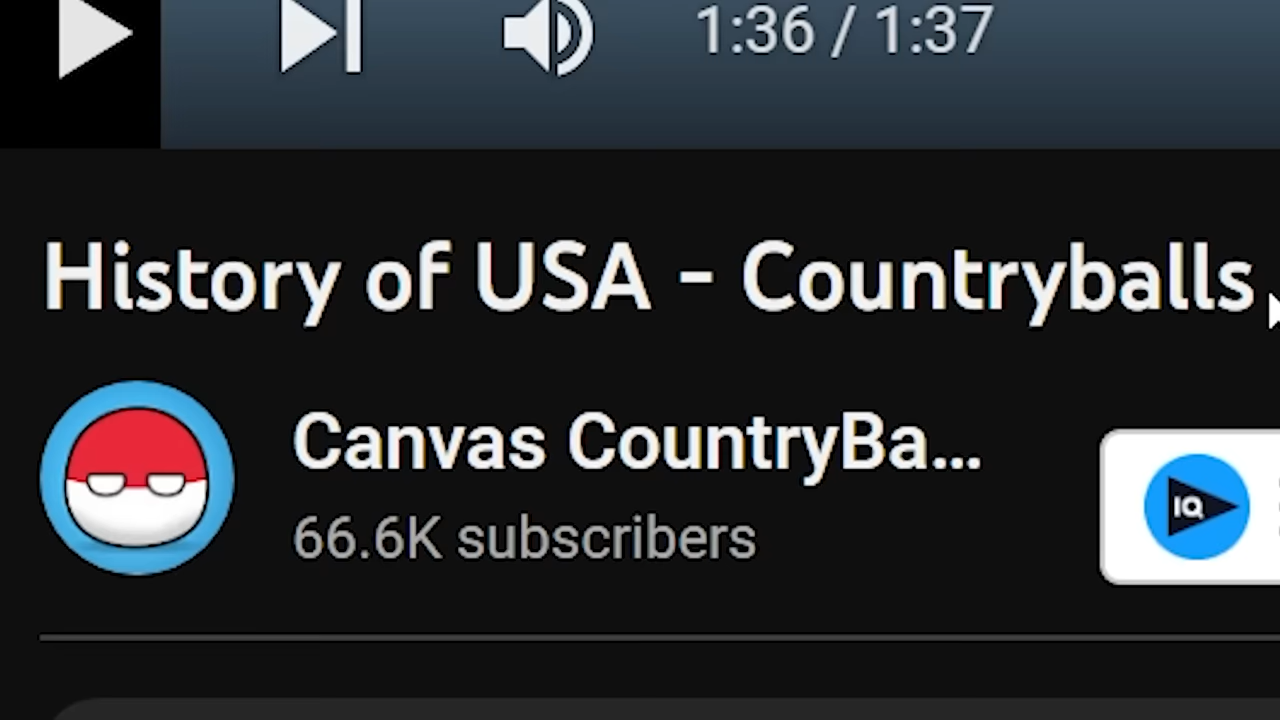 1:36 / 1:37
History of USA - Countryballs
Canvas CountryBa...
66.6K subscribers
IQ